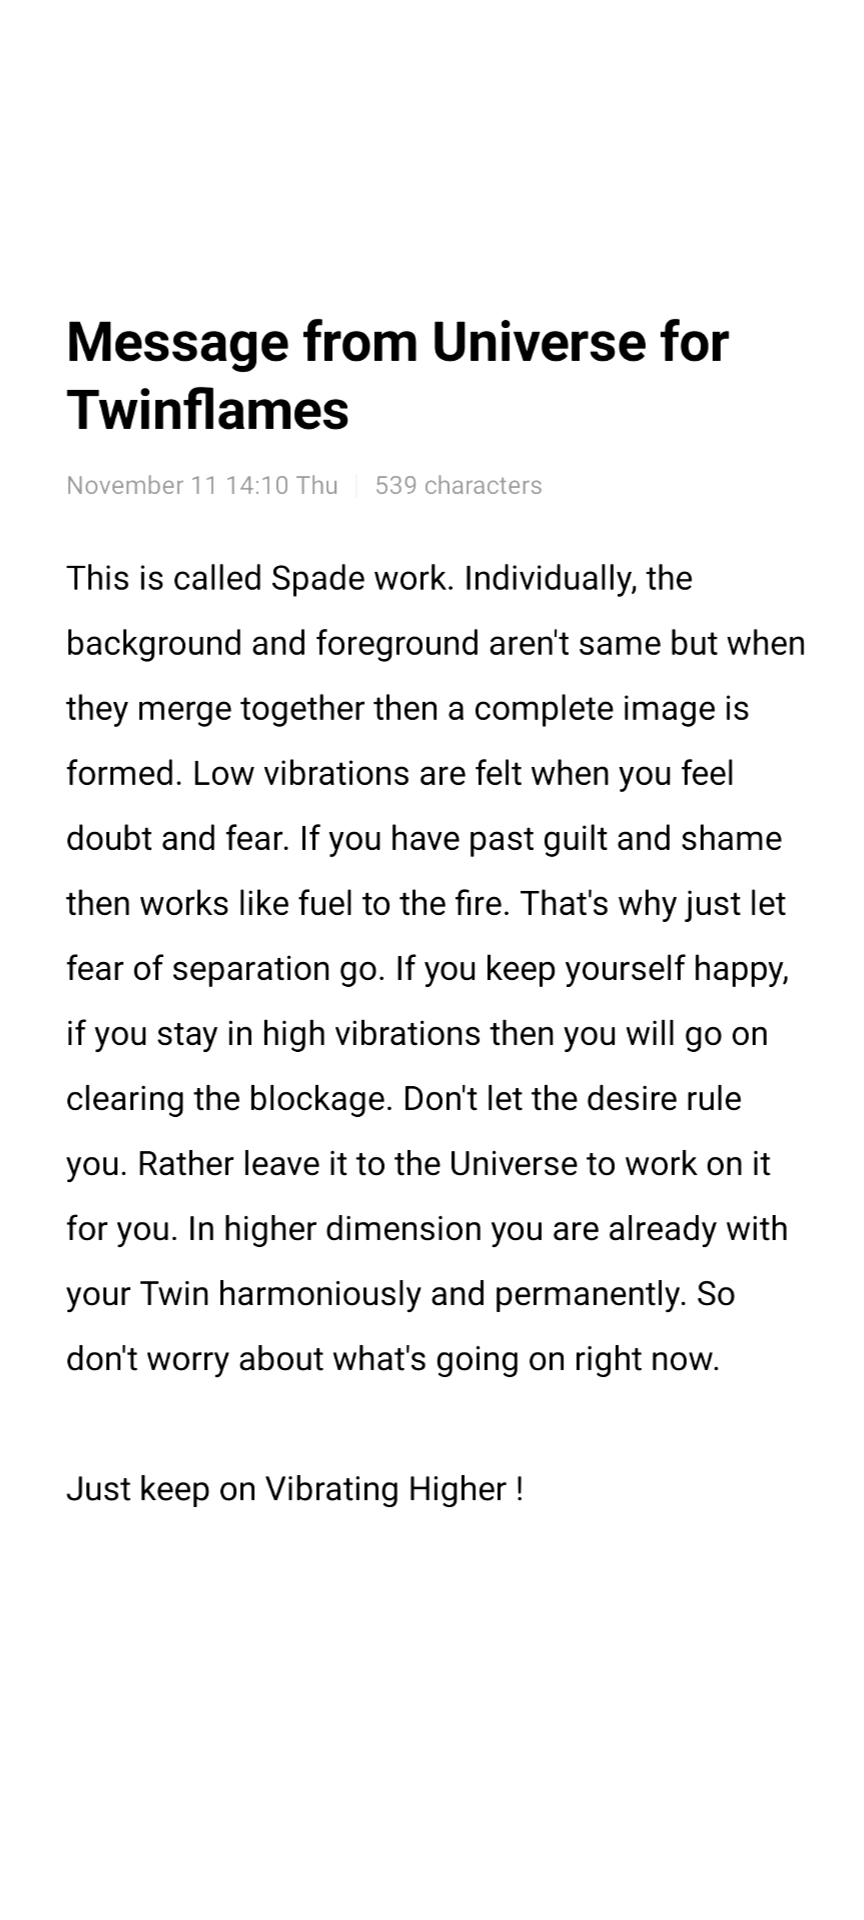 Message from Universe for
Twinflames
November 11 14:10 Thu | 539 characters
This is called Spade work. Individually, the
background and foreground aren't same but when
they merge together then a complete image is
formed. Low vibrations are felt when you feel
doubt and fear. If you have past guilt and shame
then works like fuel to the fire. That's why just let
fear of separation go. If you keep yourself happy,
if you stay in high vibrations then you will go on
clearing the blockage. Don't let the desire rule
you. Rather leave it to the Universe to work on it
for you. In higher dimension you are already with
your Twin harmoniously and permanently. So
don't worry about what's going on right now.
Just keep on Vibrating Higher !